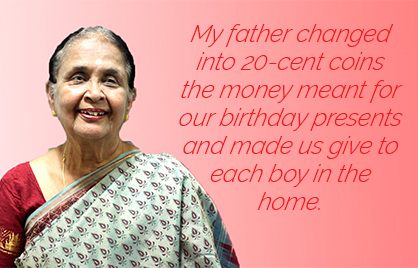 My father changed
into 20-cent coins
the money meant for
our birthday presents
and made us give to
each boy in the
home.